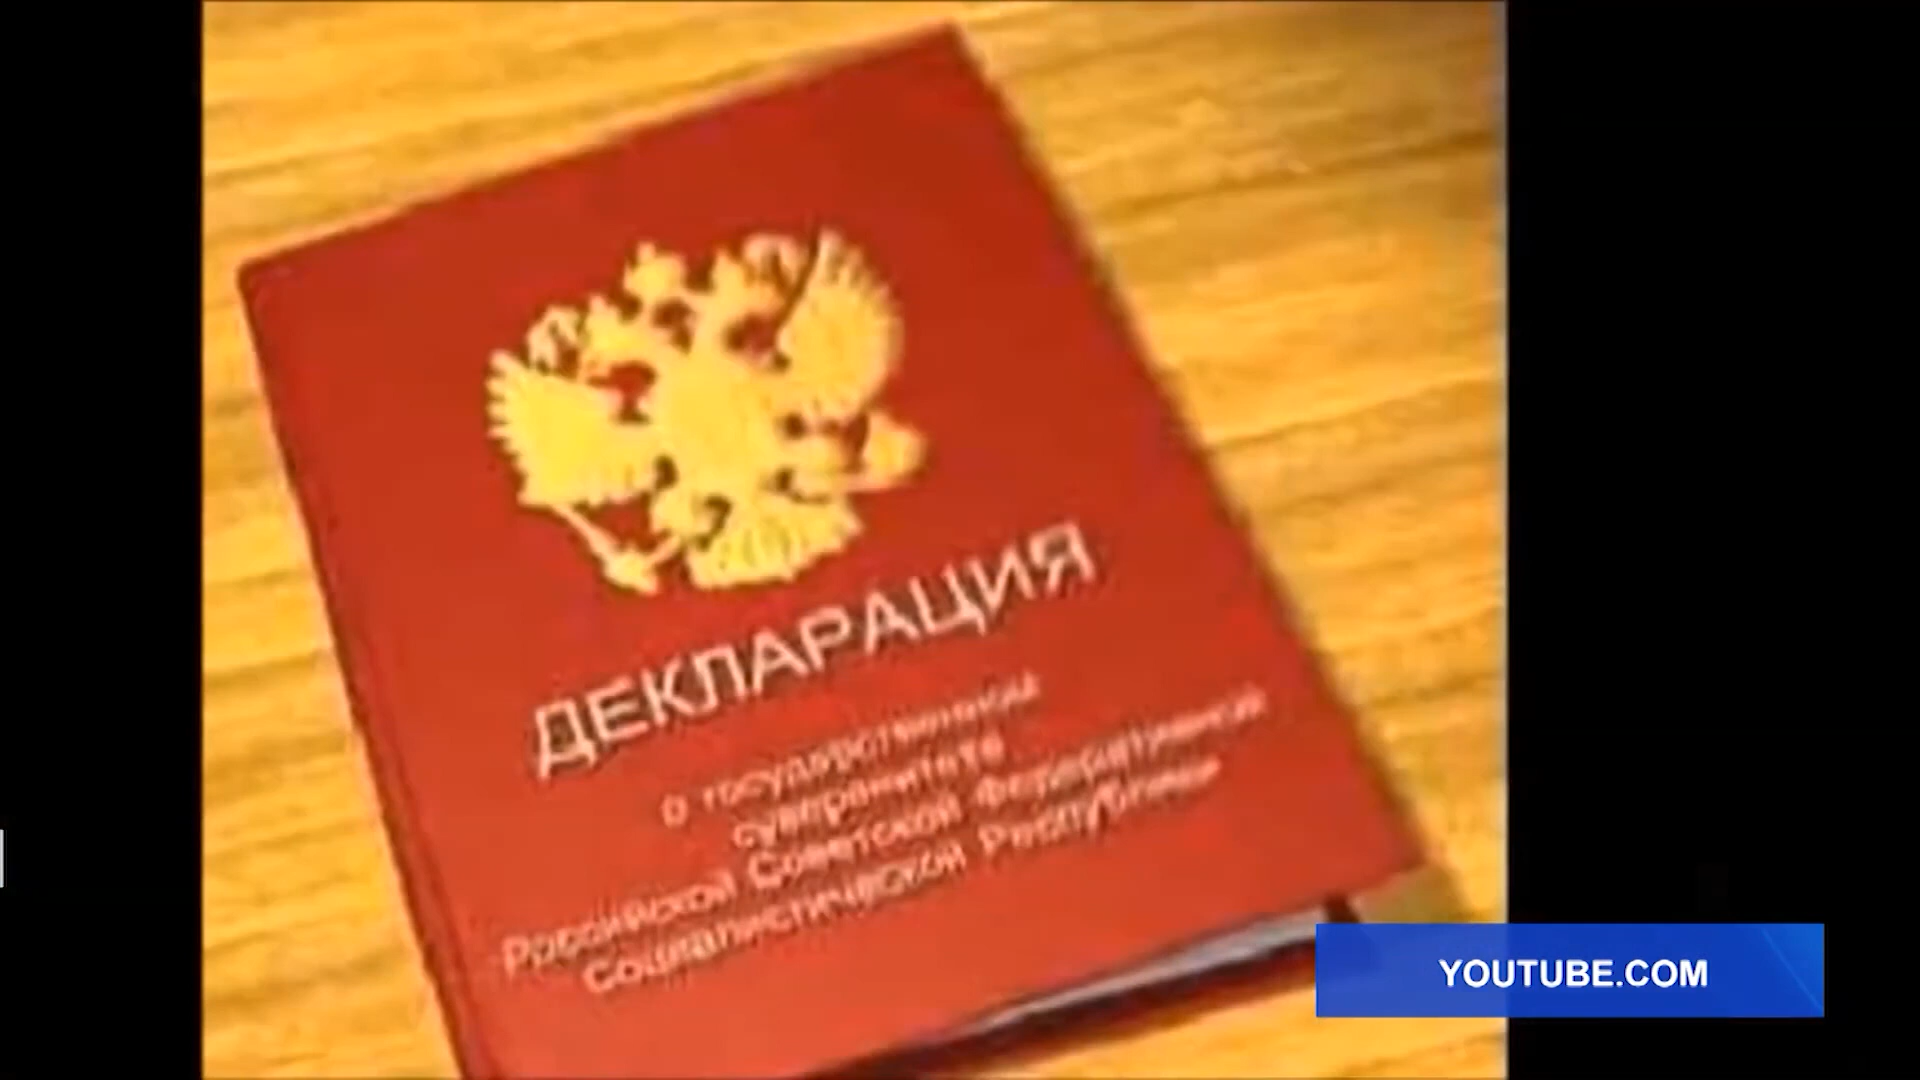 ДЕКЛАРАЦИЯ
о государственном
суверенитете
Российской Советской Федеративной
Социалистической Республики
YOUTUBE.COM